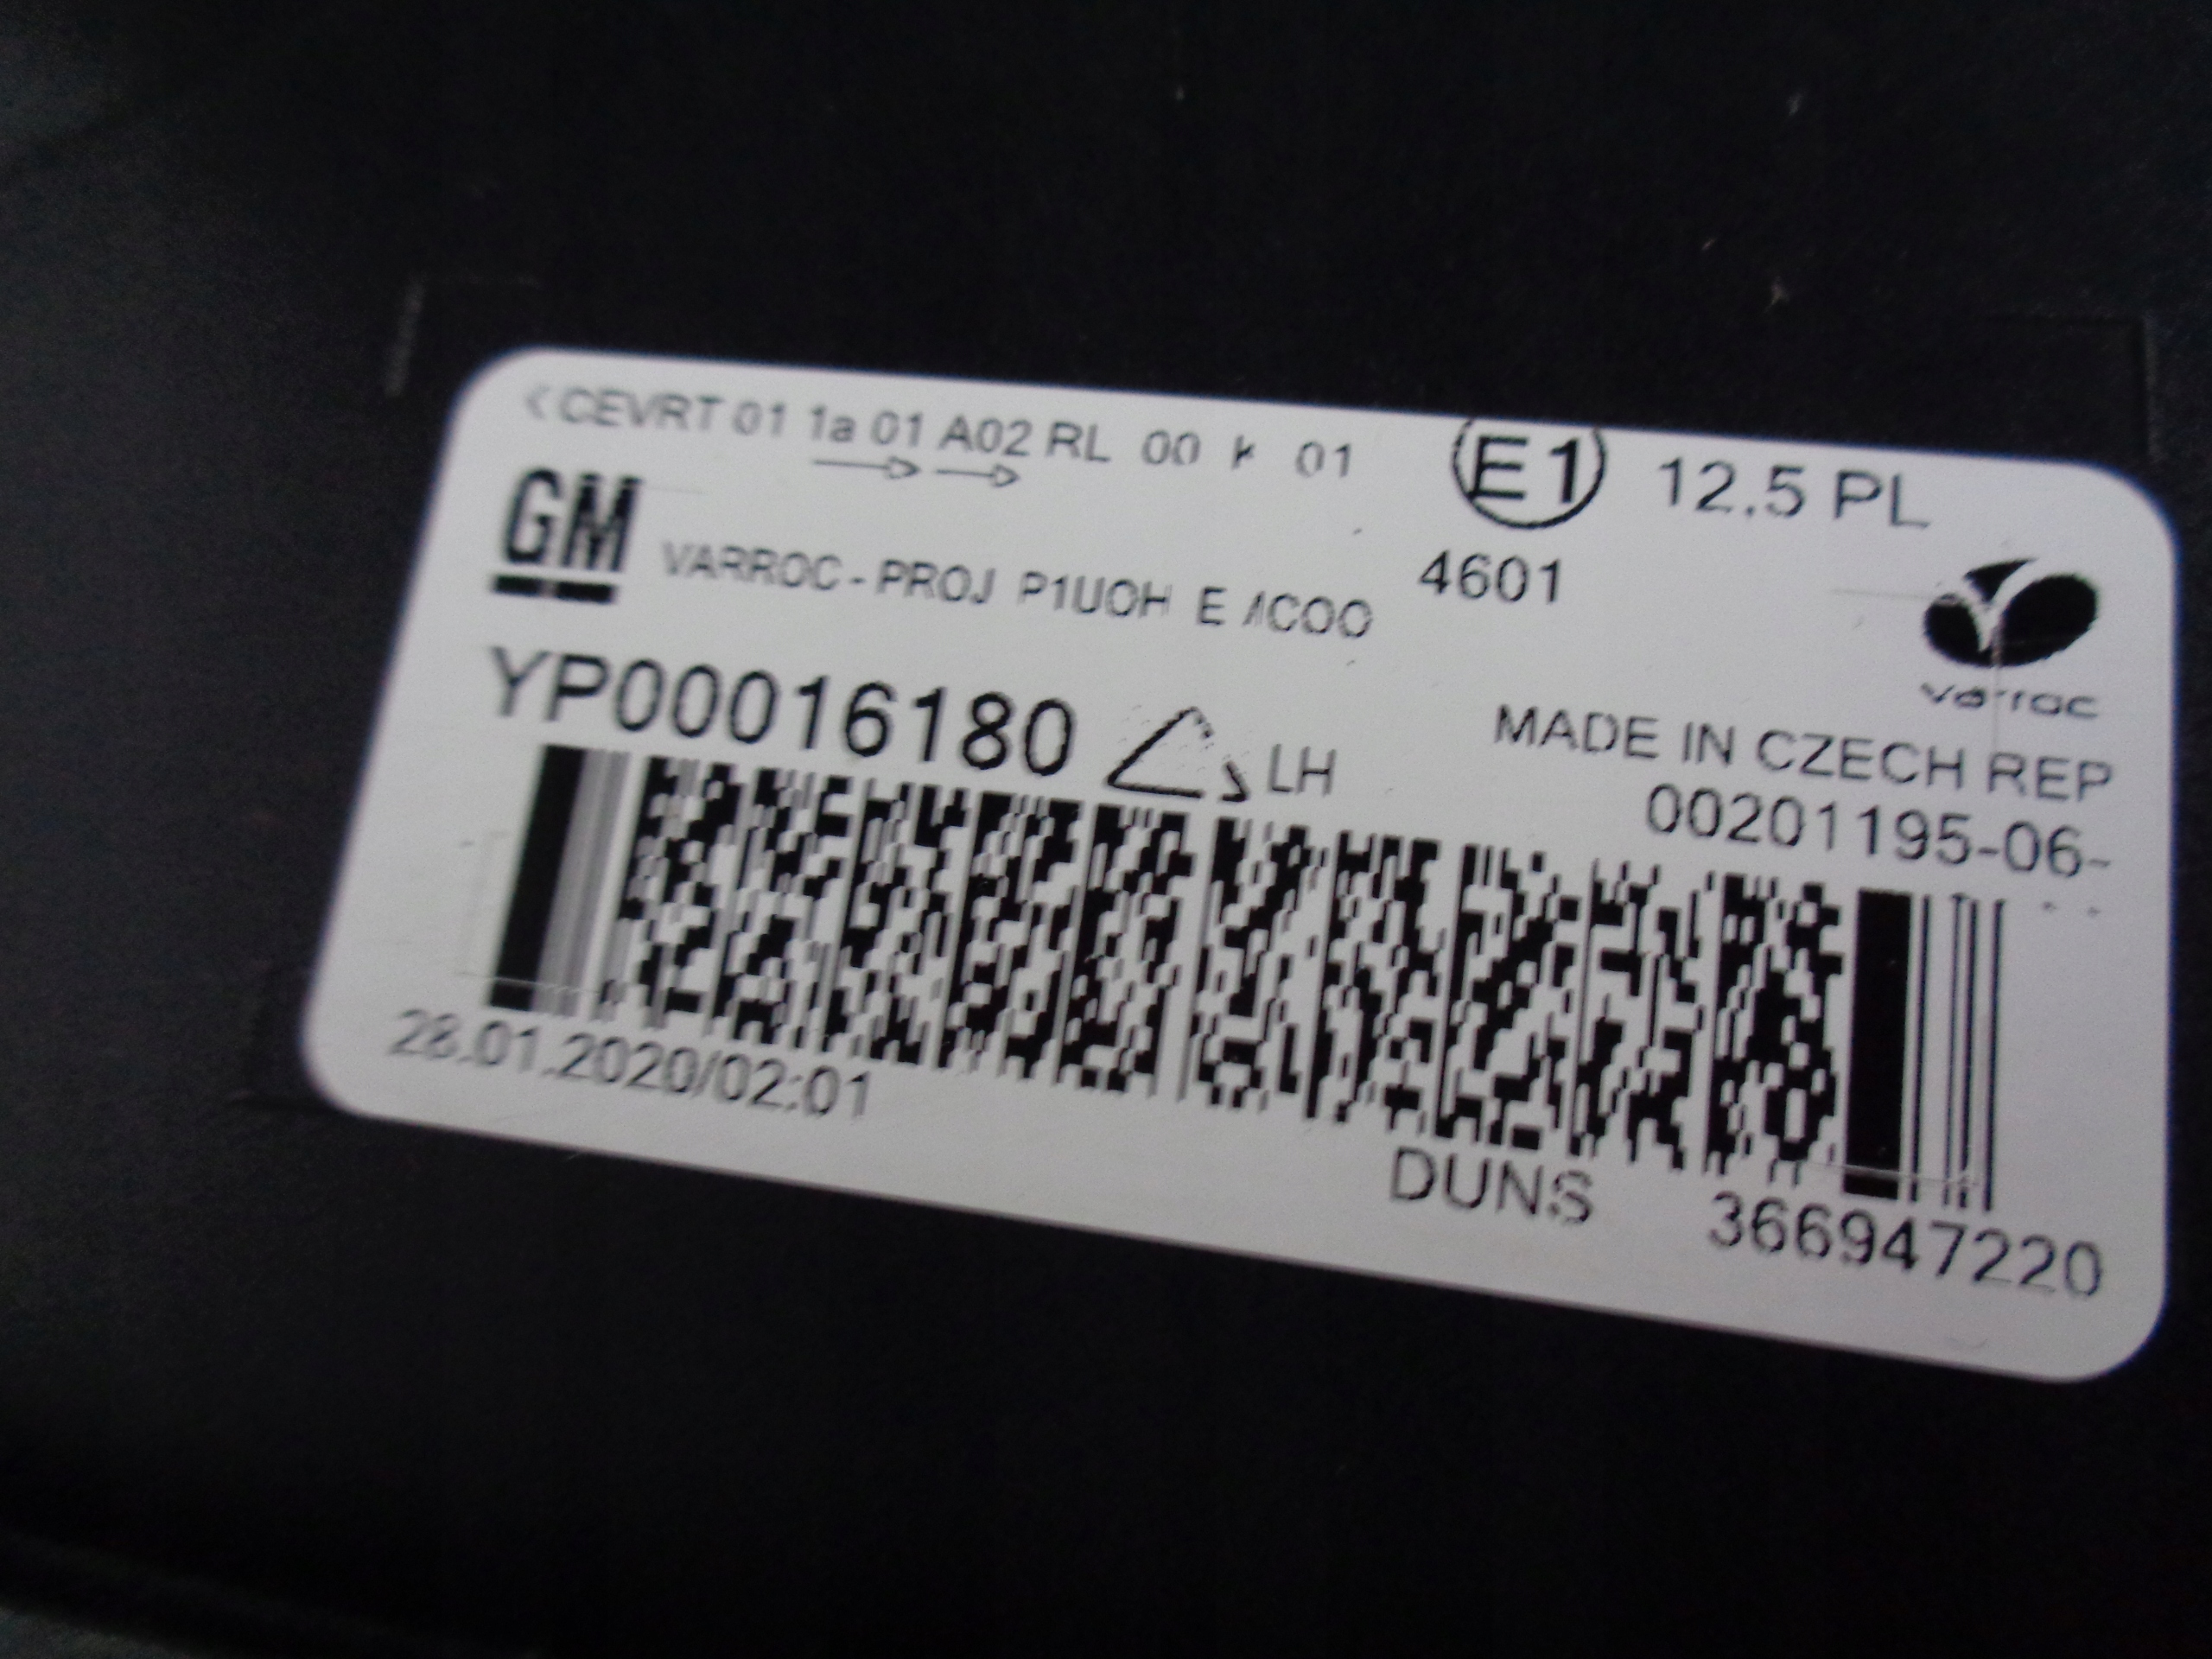 CEVRT 01 1a 01 A02 RL 00 01
E1 12.5 PL
4601
GM
VARROC - PROJ P1UOH
varroc
YP00016180
LH
MADE IN CZECH REP
00201195-06-
28.01.2020/02:01
DUNS 366947220